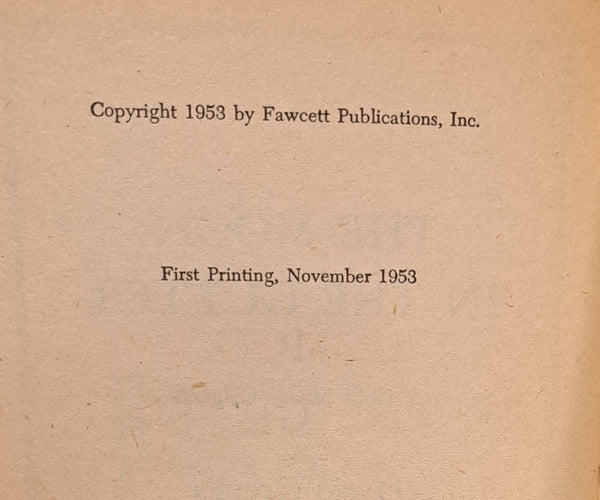 Copyright 1953 by Fawcett Publications, Inc.
First Printing, November 1953